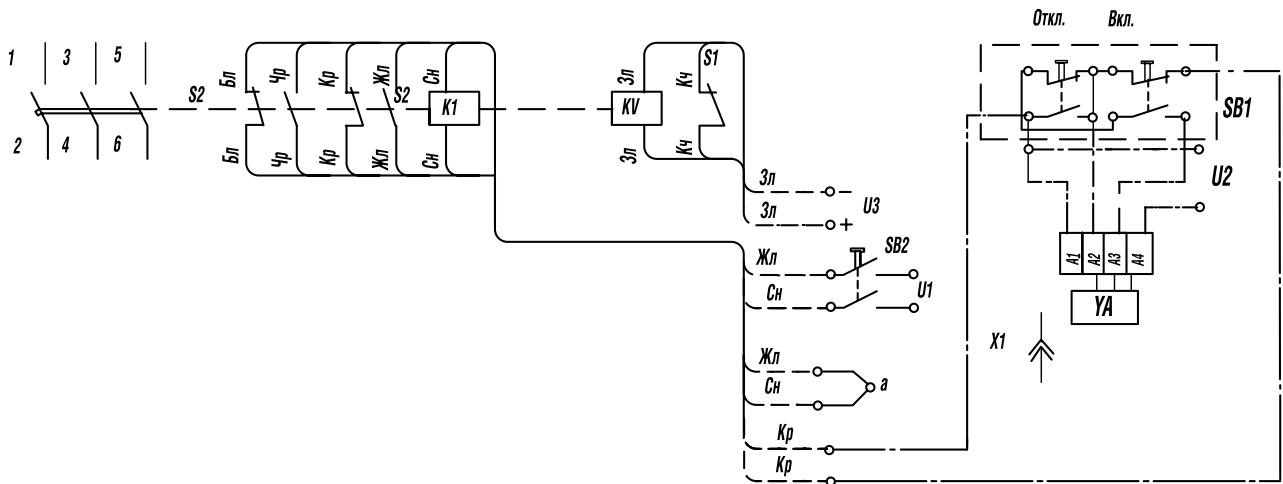 Откл. Вкл.
1 3 5
S2
Бл Чр Кр Жл Сн
S2
K1
KV
Зл Кч
S1
SB1
2 4 6
Бл Чр Кр Жл Сн
Зл Кч
Зл
−
U3
Зл
+
U2
SB2
Жл
Сн
U1
A1 A2 A3 A4
YA
X1
Жл
Сн
а
Кр
Кр